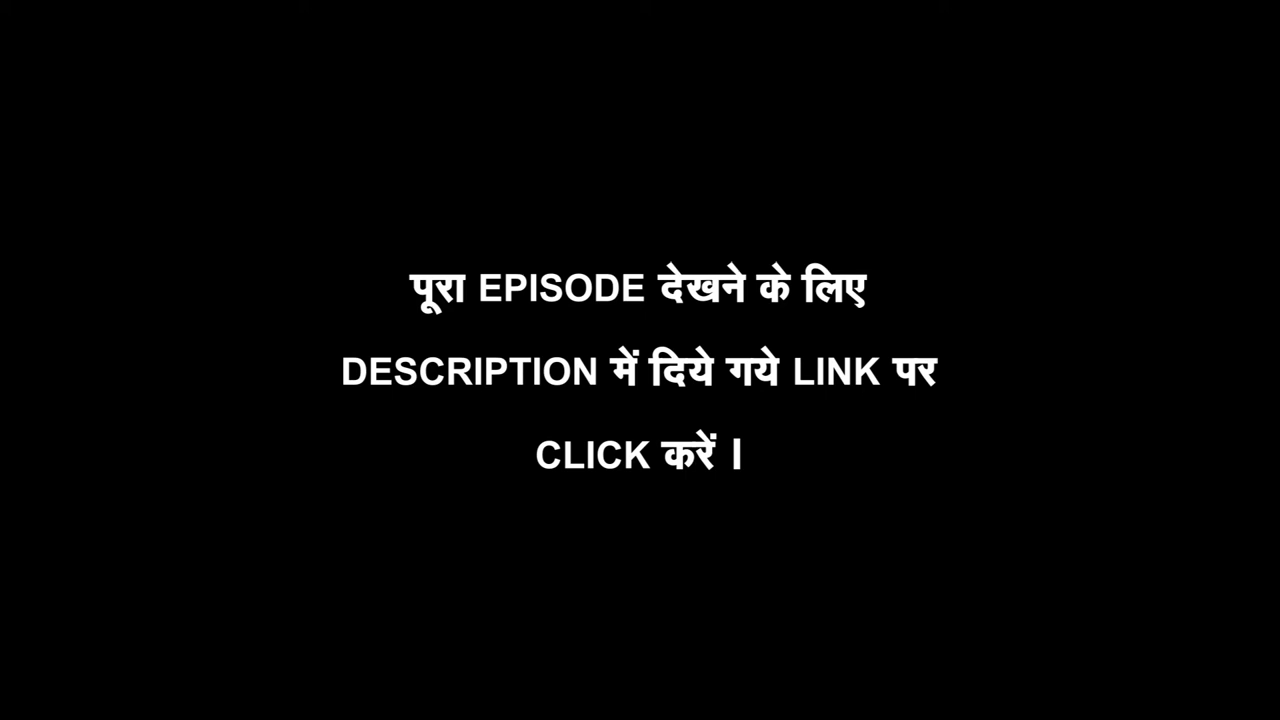 पूरा EPISODE देखने के लिए
DESCRIPTION में दिये गये LINK पर
CLICK करें ।